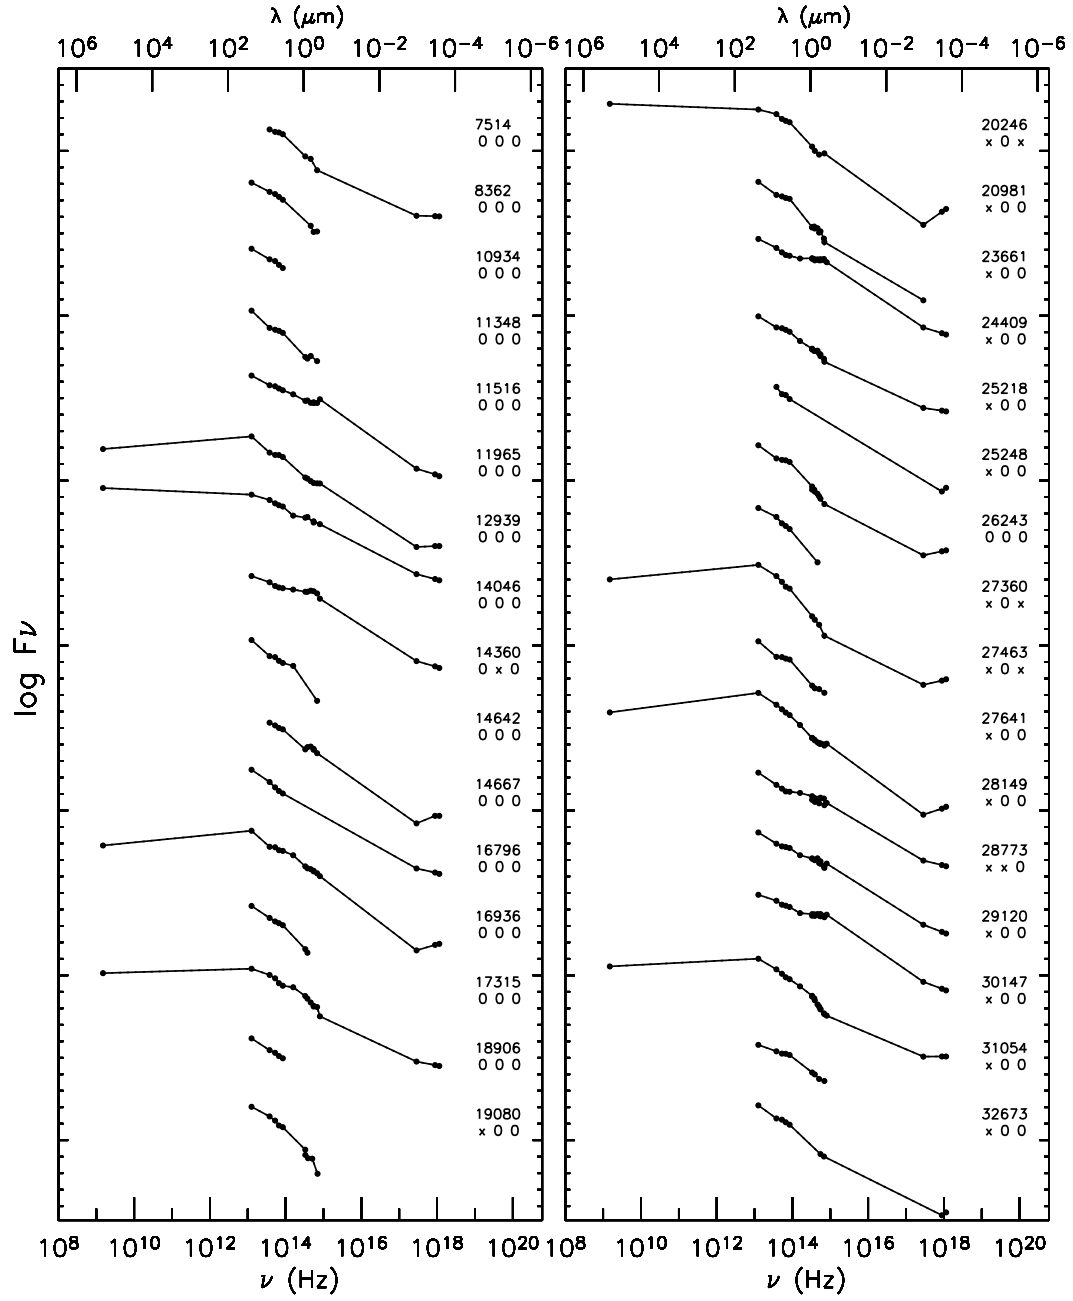 λ (μm)
10^6 10^4 10^2 10^0 10^-2 10^-4 10^-6
7514
0 0 0
8362
0 0 0
10934
0 0 0
11348
0 0 0
11516
0 0 0
11965
0 0 0
12939
0 0 0
14046
0 0 0
14360
0 x 0
14642
0 0 0
14667
0 0 0
16796
0 0 0
16936
0 0 0
17315
0 0 0
18906
0 0 0
19080
x 0 0
log Fν
10^8 10^10 10^12 10^14 10^16 10^18 10^20
ν (Hz)
λ (μm)
10^6 10^4 10^2 10^0 10^-2 10^-4 10^-6
20246
x 0 x
20981
x 0 0
23661
x 0 0
24409
x 0 0
25218
x 0 0
25248
x 0 0
26243
0 0 0
27360
x 0 x
27463
x 0 x
27641
x 0 0
28149
x 0 0
28773
x x 0
29120
x 0 0
30147
x 0 0
31054
x 0 0
32673
x 0 0
10^8 10^10 10^12 10^14 10^16 10^18 10^20
ν (Hz)